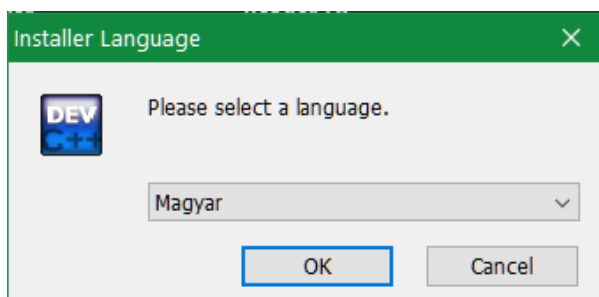 Installer Language
DEV
C++
Please select a language.
Magyar
OK
Cancel